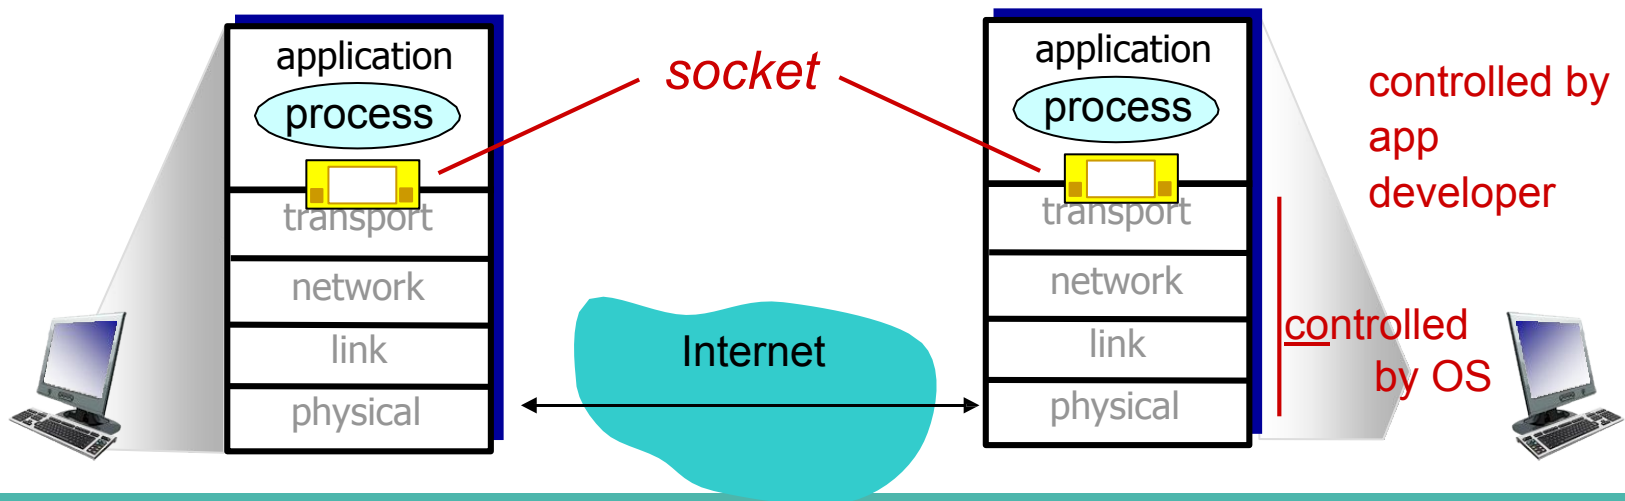 application
process
transport
network
link
physical
socket
Internet
application
process
transport
network
link
physical
controlled by
app
developer
controlled
by OS